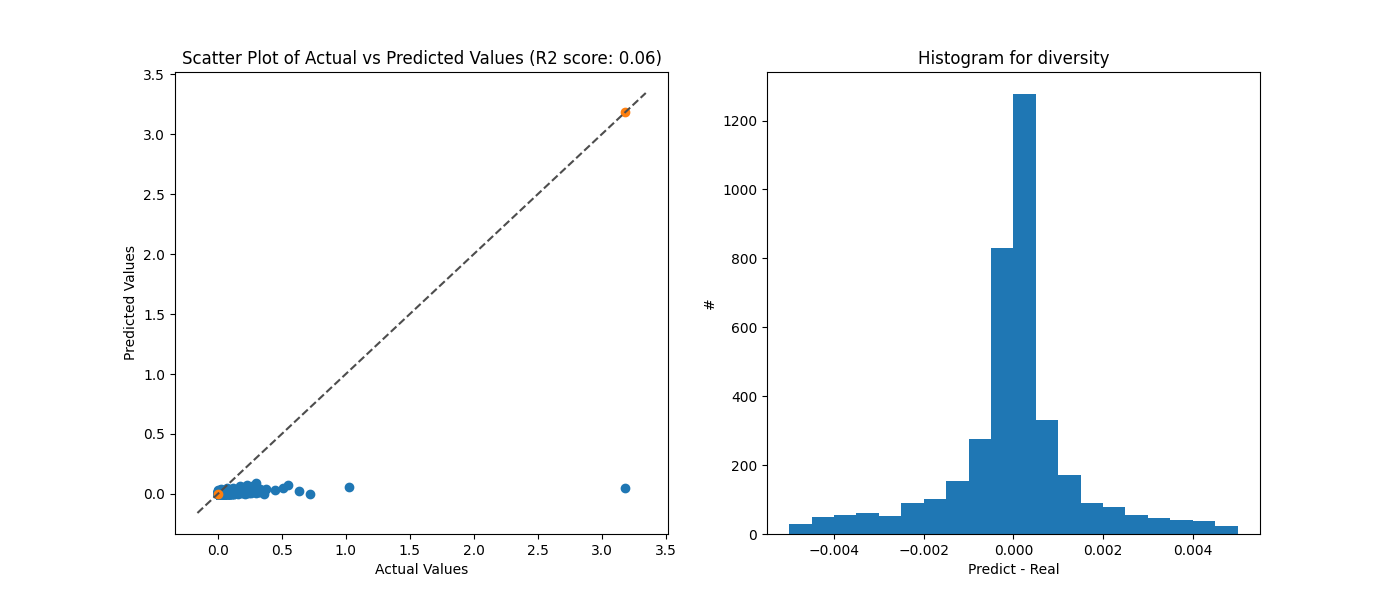 Scatter Plot of Actual vs Predicted Values (R2 score: 0.06)
3.5
3.0
2.5
2.0
1.5
1.0
0.5
0.0
Predicted Values
0.0 0.5 1.0 1.5 2.0 2.5 3.0 3.5
Actual Values
Histogram for diversity
1200
1000
800
600
400
200
0
#
−0.004 −0.002 0.000 0.002 0.004
Predict - Real